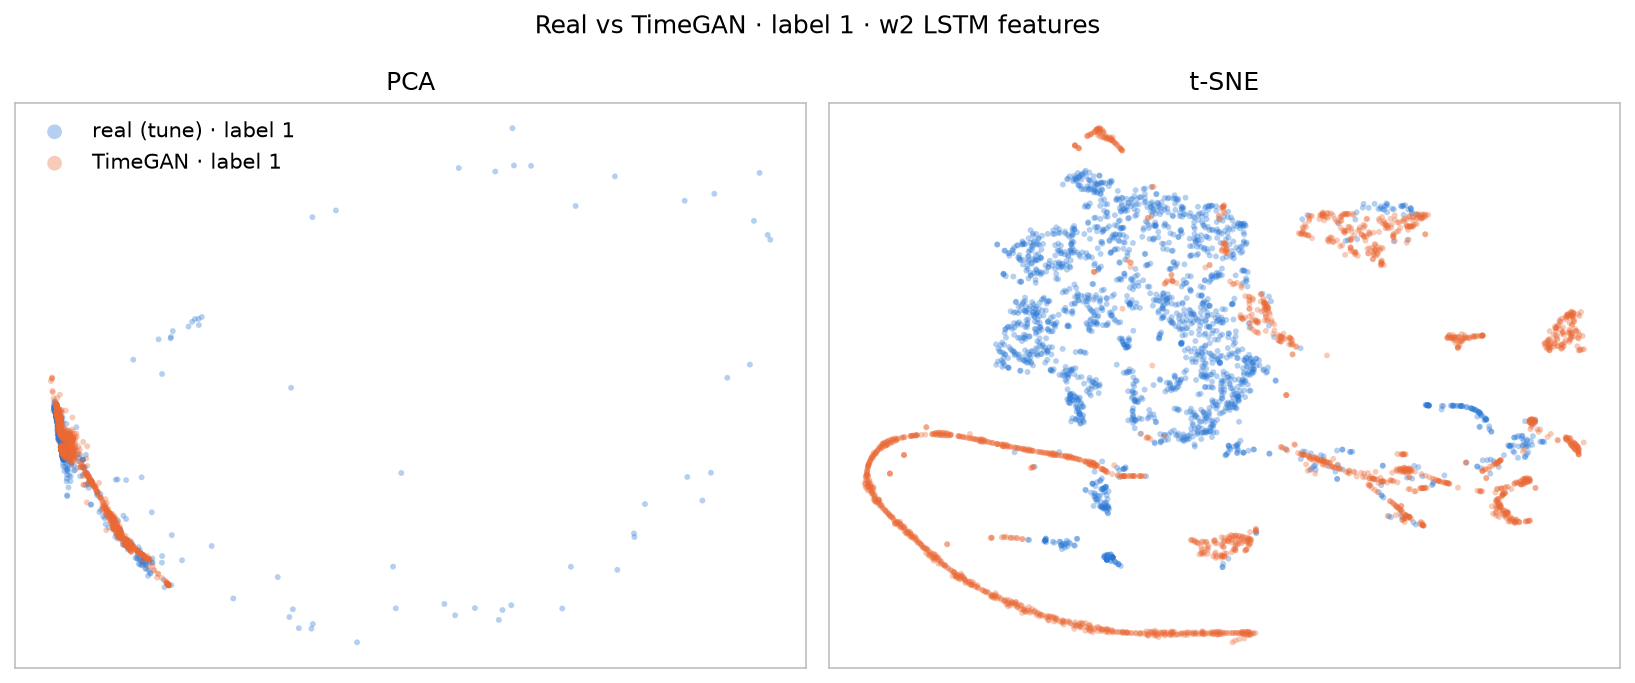 Real vs TimeGAN · label 1 · w2 LSTM features
PCA
t-SNE
real (tune) · label 1
TimeGAN · label 1